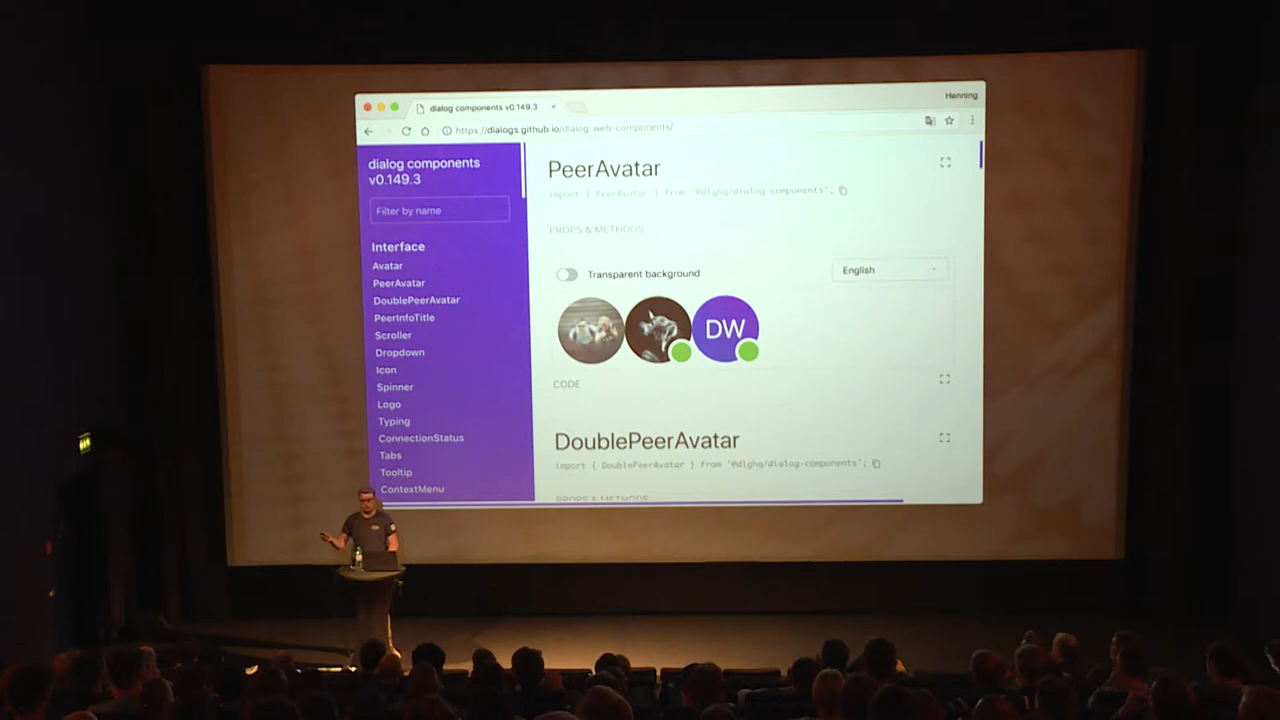 dialog components v0.149.3
Henning
https://dialogs.github.io/dialog-web-components/
dialog components
v0.149.3
Filter by name
Interface
Avatar
PeerAvatar
DoublePeerAvatar
PeerInfoTitle
Scroller
Dropdown
Icon
Spinner
Logo
Typing
ConnectionStatus
Tabs
Tooltip
ContextMenu
PeerAvatar
import { PeerAvatar } from '@dlghq/dialog-components';
PROPS & METHODS
Transparent background
English
DW
CODE
DoublePeerAvatar
import { DoublePeerAvatar } from '@dlghq/dialog-components';
PROPS & METHODS